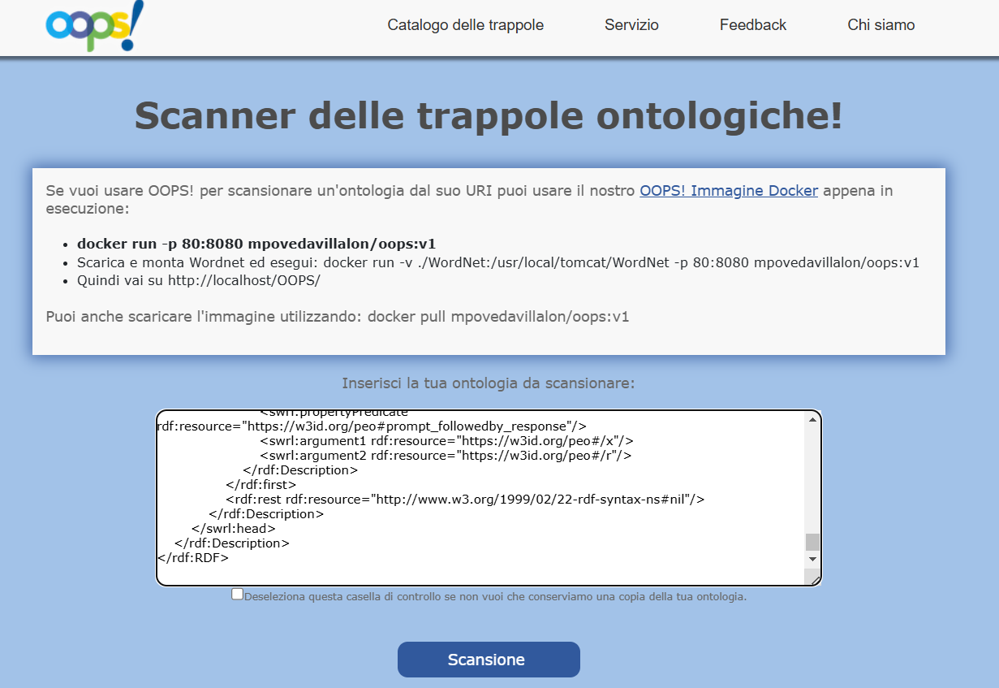 oops!
Catalogo delle trappole
Servizio
Feedback
Chi siamo
Scanner delle trappole ontologiche!
Se vuoi usare OOPS! per scansionare un'ontologia dal suo URI puoi usare il nostro OOPS! Immagine Docker appena in
esecuzione:
• docker run -p 80:8080 mpovedavillalon/oops:v1
• Scarica e monta Wordnet ed esegui: docker run -v ./WordNet:/usr/local/tomcat/WordNet -p 80:8080 mpovedavillalon/oops:v1
• Quindi vai su http://localhost/OOPS/
Puoi anche scaricare l'immagine utilizzando: docker pull mpovedavillalon/oops:v1
Inserisci la tua ontologia da scansionare:
<swrl:propertyPredicate
rdf:resource="https://w3id.org/peo#prompt_followedby_response"/>
<swrl:argument1 rdf:resource="https://w3id.org/peo#/x"/>
<swrl:argument2 rdf:resource="https://w3id.org/peo#/r"/>
</rdf:Description>
</rdf:first>
<rdf:rest rdf:resource="http://www.w3.org/1999/02/22-rdf-syntax-ns#nil"/>
</rdf:Description>
</swrl:head>
</rdf:Description>
</rdf:RDF>
Deseleziona questa casella di controllo se non vuoi che conserviamo una copia della tua ontologia.
Scansione